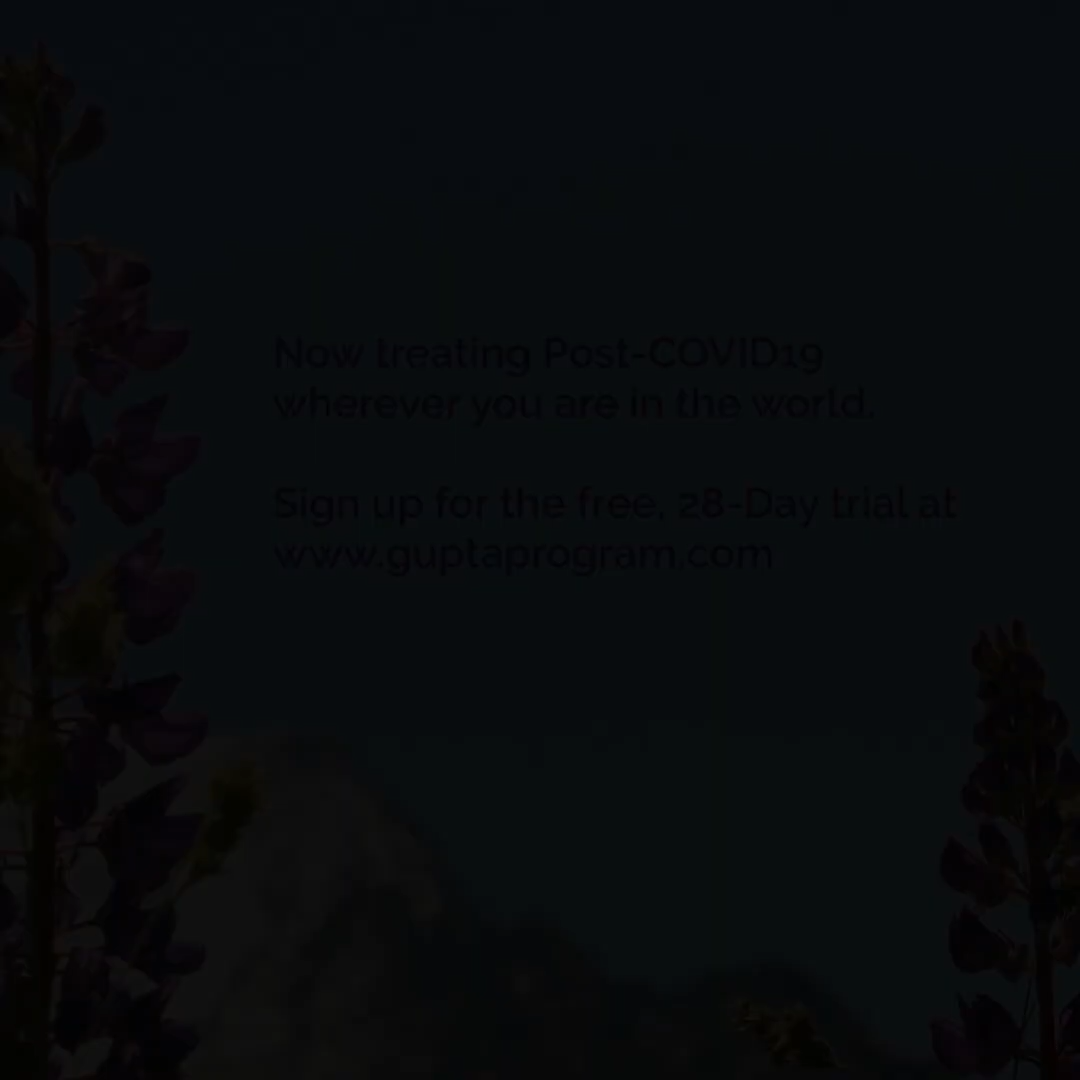 Now treating Post-COVID19
wherever you are in the world.
Sign up for the free, 28-Day trial at
www.guptaprogram.com